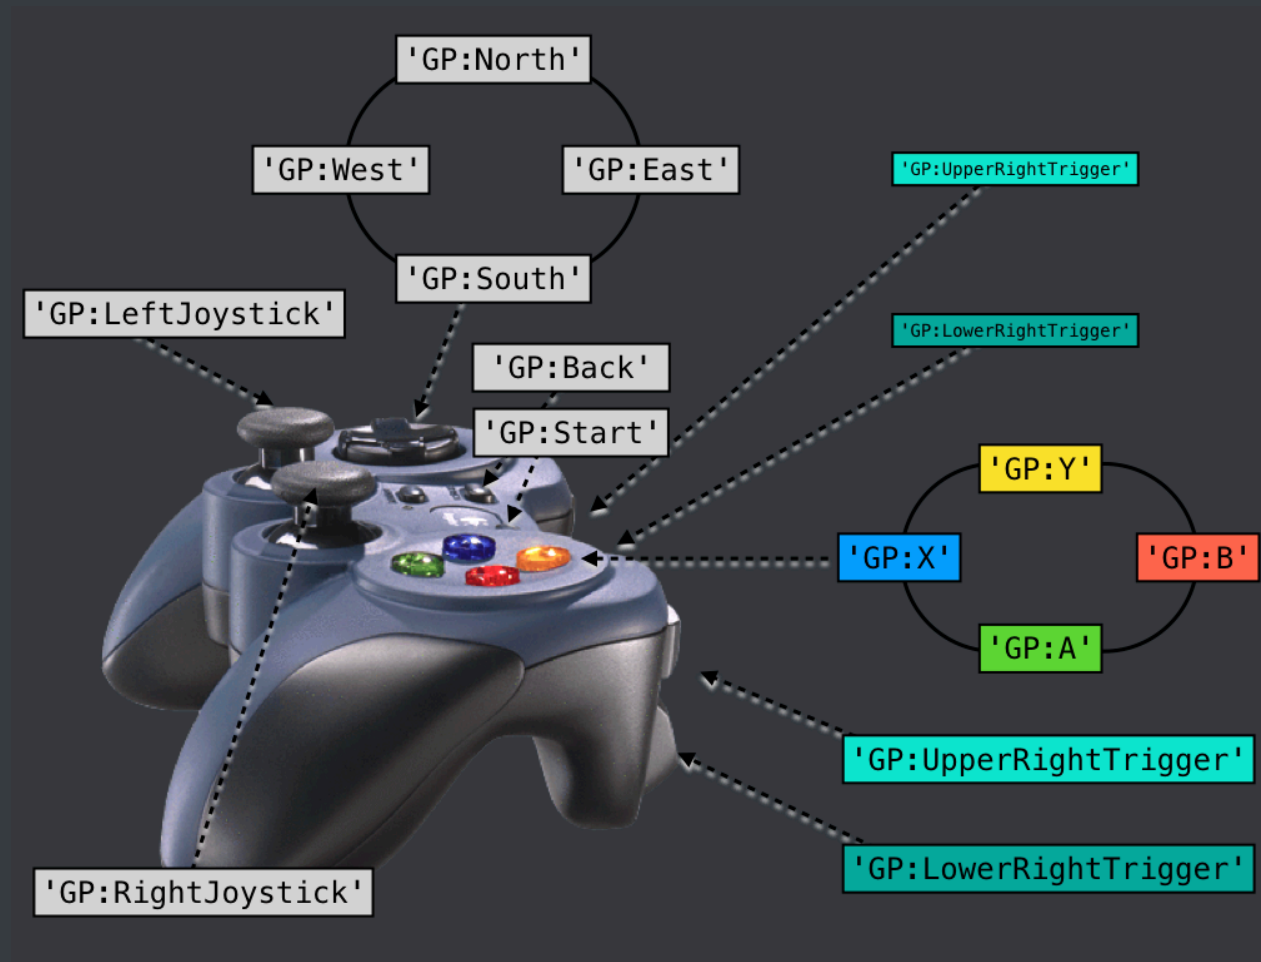 'GP:North'
'GP:West'
'GP:East'
'GP:South'
'GP:UpperRightTrigger'
'GP:LeftJoystick'
'GP:LowerRightTrigger'
'GP:Back'
'GP:Start'
'GP:Y'
'GP:X'
'GP:B'
'GP:A'
'GP:UpperRightTrigger'
'GP:LowerRightTrigger'
'GP:RightJoystick'